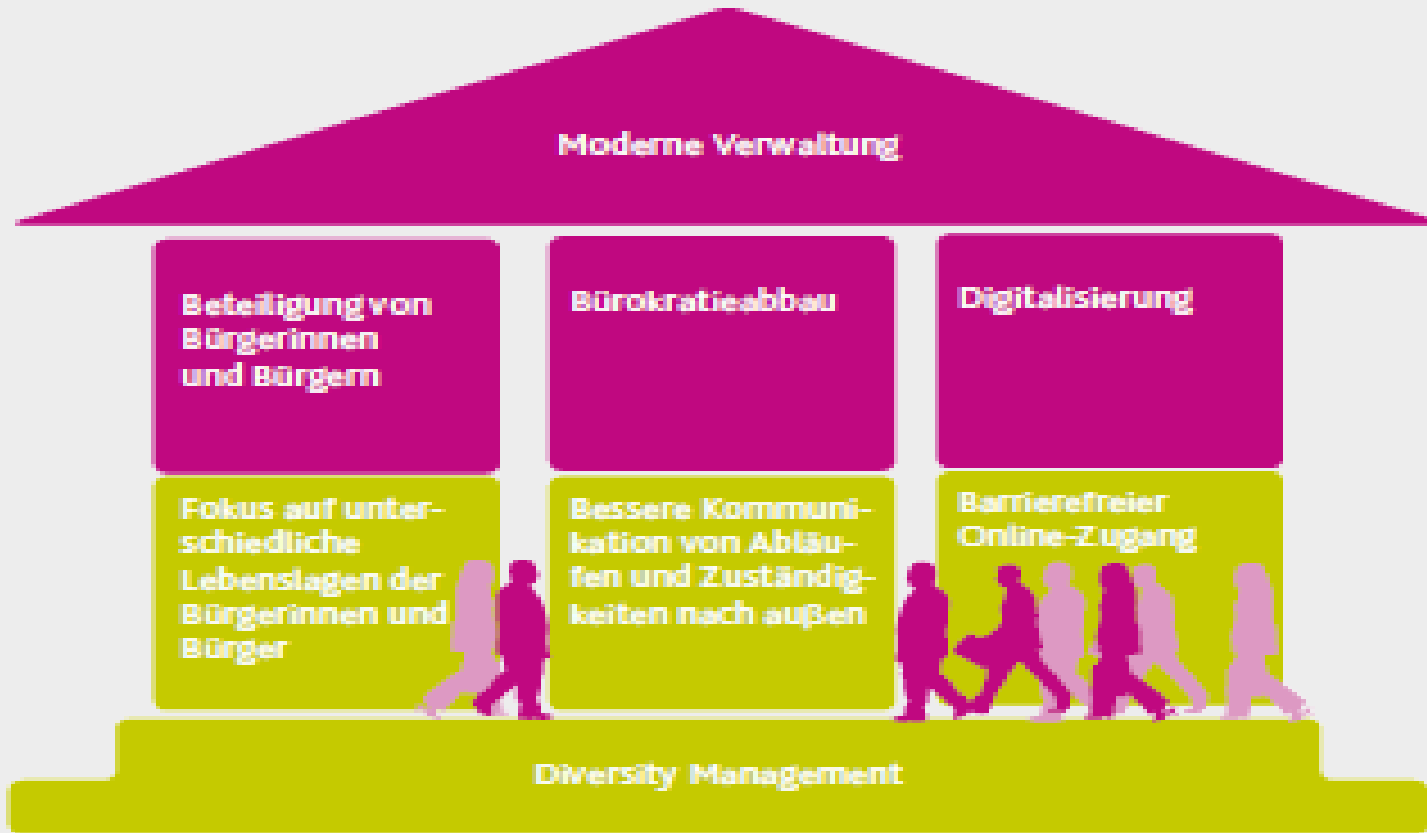 Moderne Verwaltung
Beteiligung von
Bürgerinnen
und Bürgern
Bürokratieabbau
Digitalisierung
Fokus auf unter-
schiedliche
Lebenslagen der
Bürgerinnen und
Bürger
Bessere Kommuni-
kation von Abläu-
fen und Zuständig-
keiten nach außen
Barrierefreier
Online-Zugang
Diversity Management